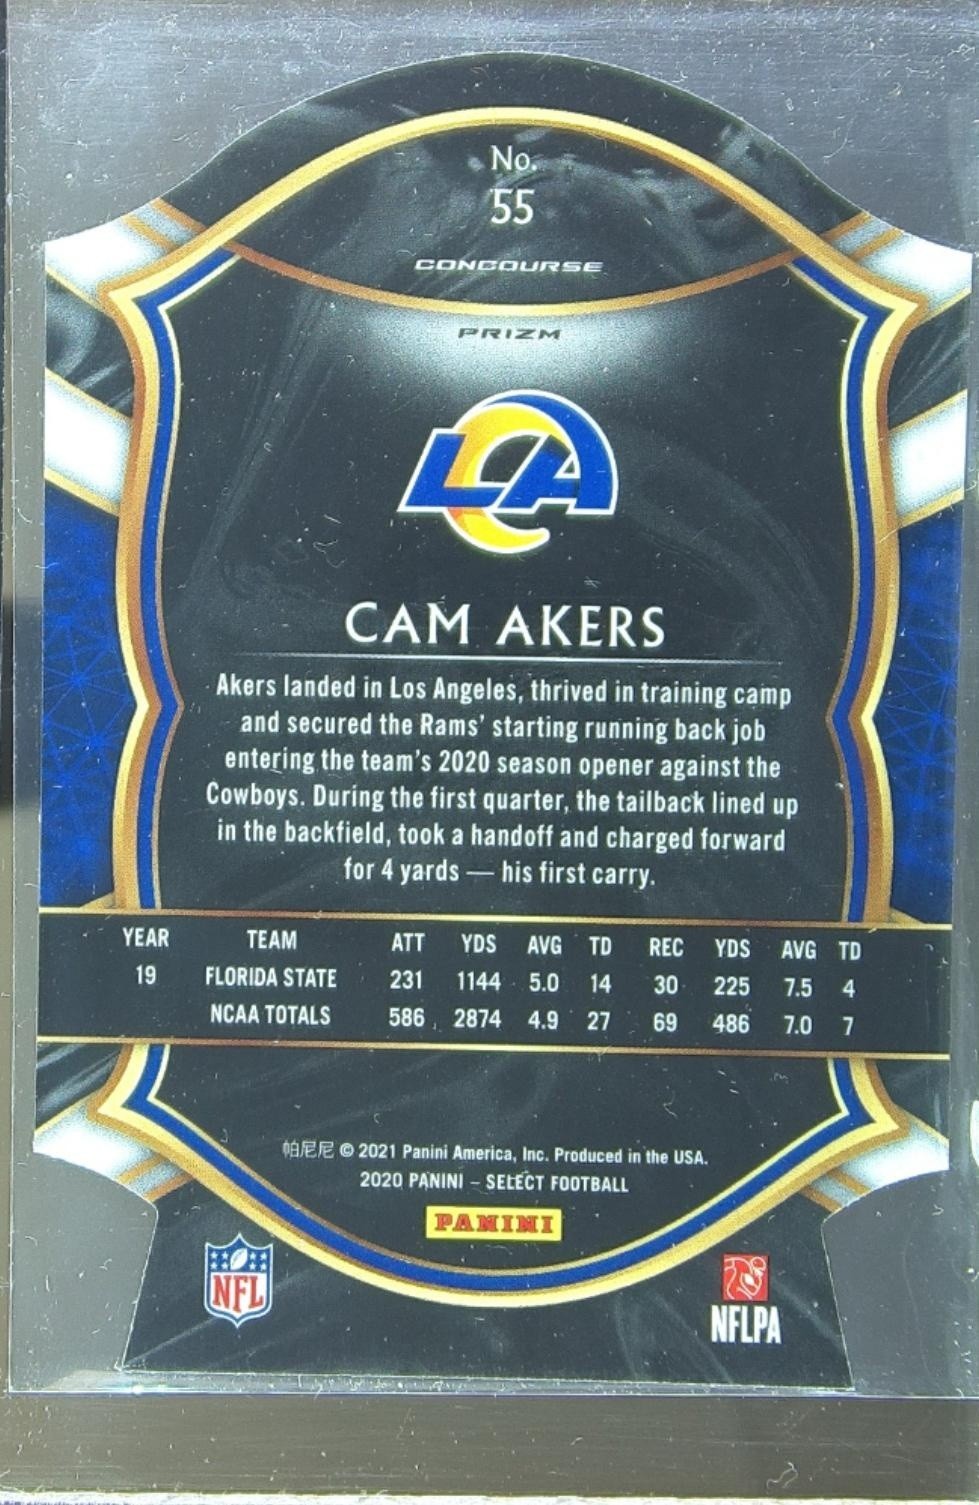 No.
55
CONCOURSE
PRIZM
LA
CAM AKERS
Akers landed in Los Angeles, thrived in training camp
and secured the Rams' starting running back job
entering the team's 2020 season opener against the
Cowboys. During the first quarter, the tailback lined up
in the backfield, took a handoff and charged forward
for 4 yards — his first carry.
YEAR TEAM ATT YDS AVG TD REC YDS AVG TD
19 FLORIDA STATE 231 1144 5.0 14 30 225 7.5 4
NCAA TOTALS 586 2874 4.9 27 69 486 7.0 7
帕尼尼 © 2021 Panini America, Inc. Produced in the USA.
2020 PANINI – SELECT FOOTBALL
PANINI
NFL
NFLPA